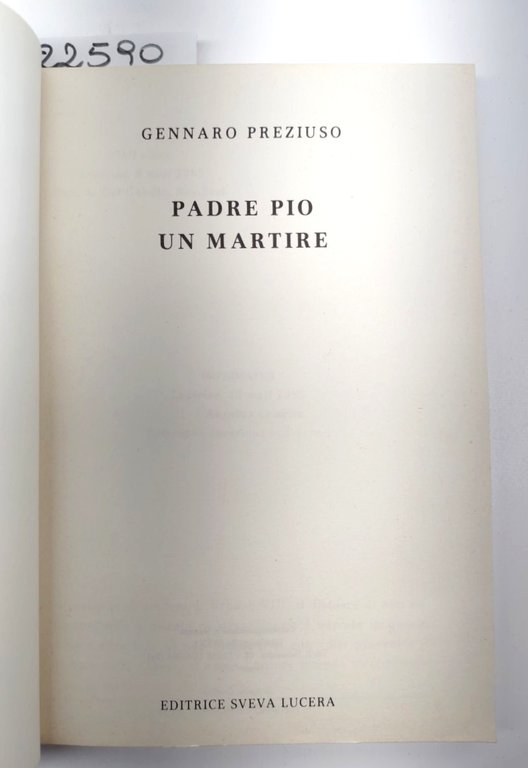 22590
GENNARO PREZIUSO
PADRE PIO
UN MARTIRE
EDITRICE SVEVA LUCERA